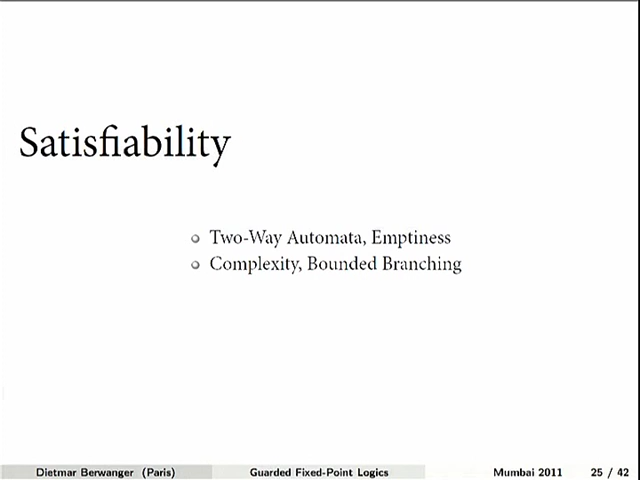 Satisfiability
Two-Way Automata, Emptiness
Complexity, Bounded Branching
Dietmar Berwanger (Paris) Guarded Fixed-Point Logics Mumbai 2011 25 / 42